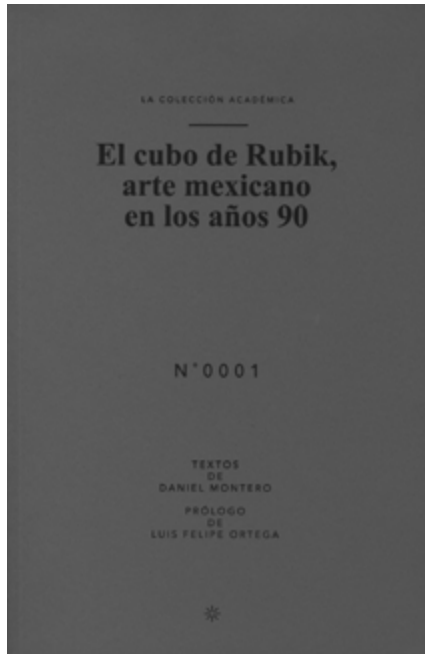 LA COLECCIÓN ACADÉMICA
El cubo de Rubik,
arte mexicano
en los años 90
N°0001
TEXTOS
DE
DANIEL MONTERO
PRÓLOGO
DE
LUIS FELIPE ORTEGA